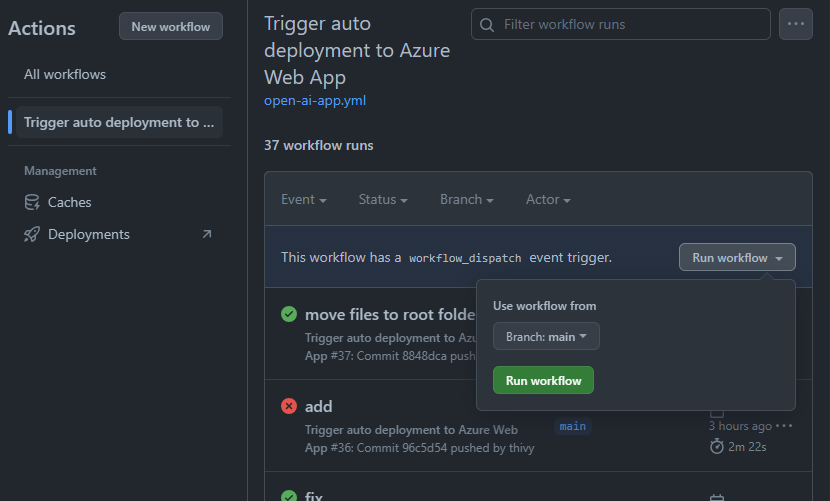 Actions
New workflow
All workflows
Trigger auto deployment to ...
Management
Caches
Deployments
Trigger auto
deployment to Azure
Web App
open-ai-app.yml
Filter workflow runs
37 workflow runs
Event
Status
Branch
Actor
This workflow has a workflow_dispatch event trigger.
Run workflow
Use workflow from
Branch: main
Run workflow
move files to root folde
Trigger auto deployment to Azu
App #37: Commit 8848dca push
add
Trigger auto deployment to Azure Web
App #36: Commit 96c5d54 pushed by thivy
main
3 hours ago
2m 22s
fix